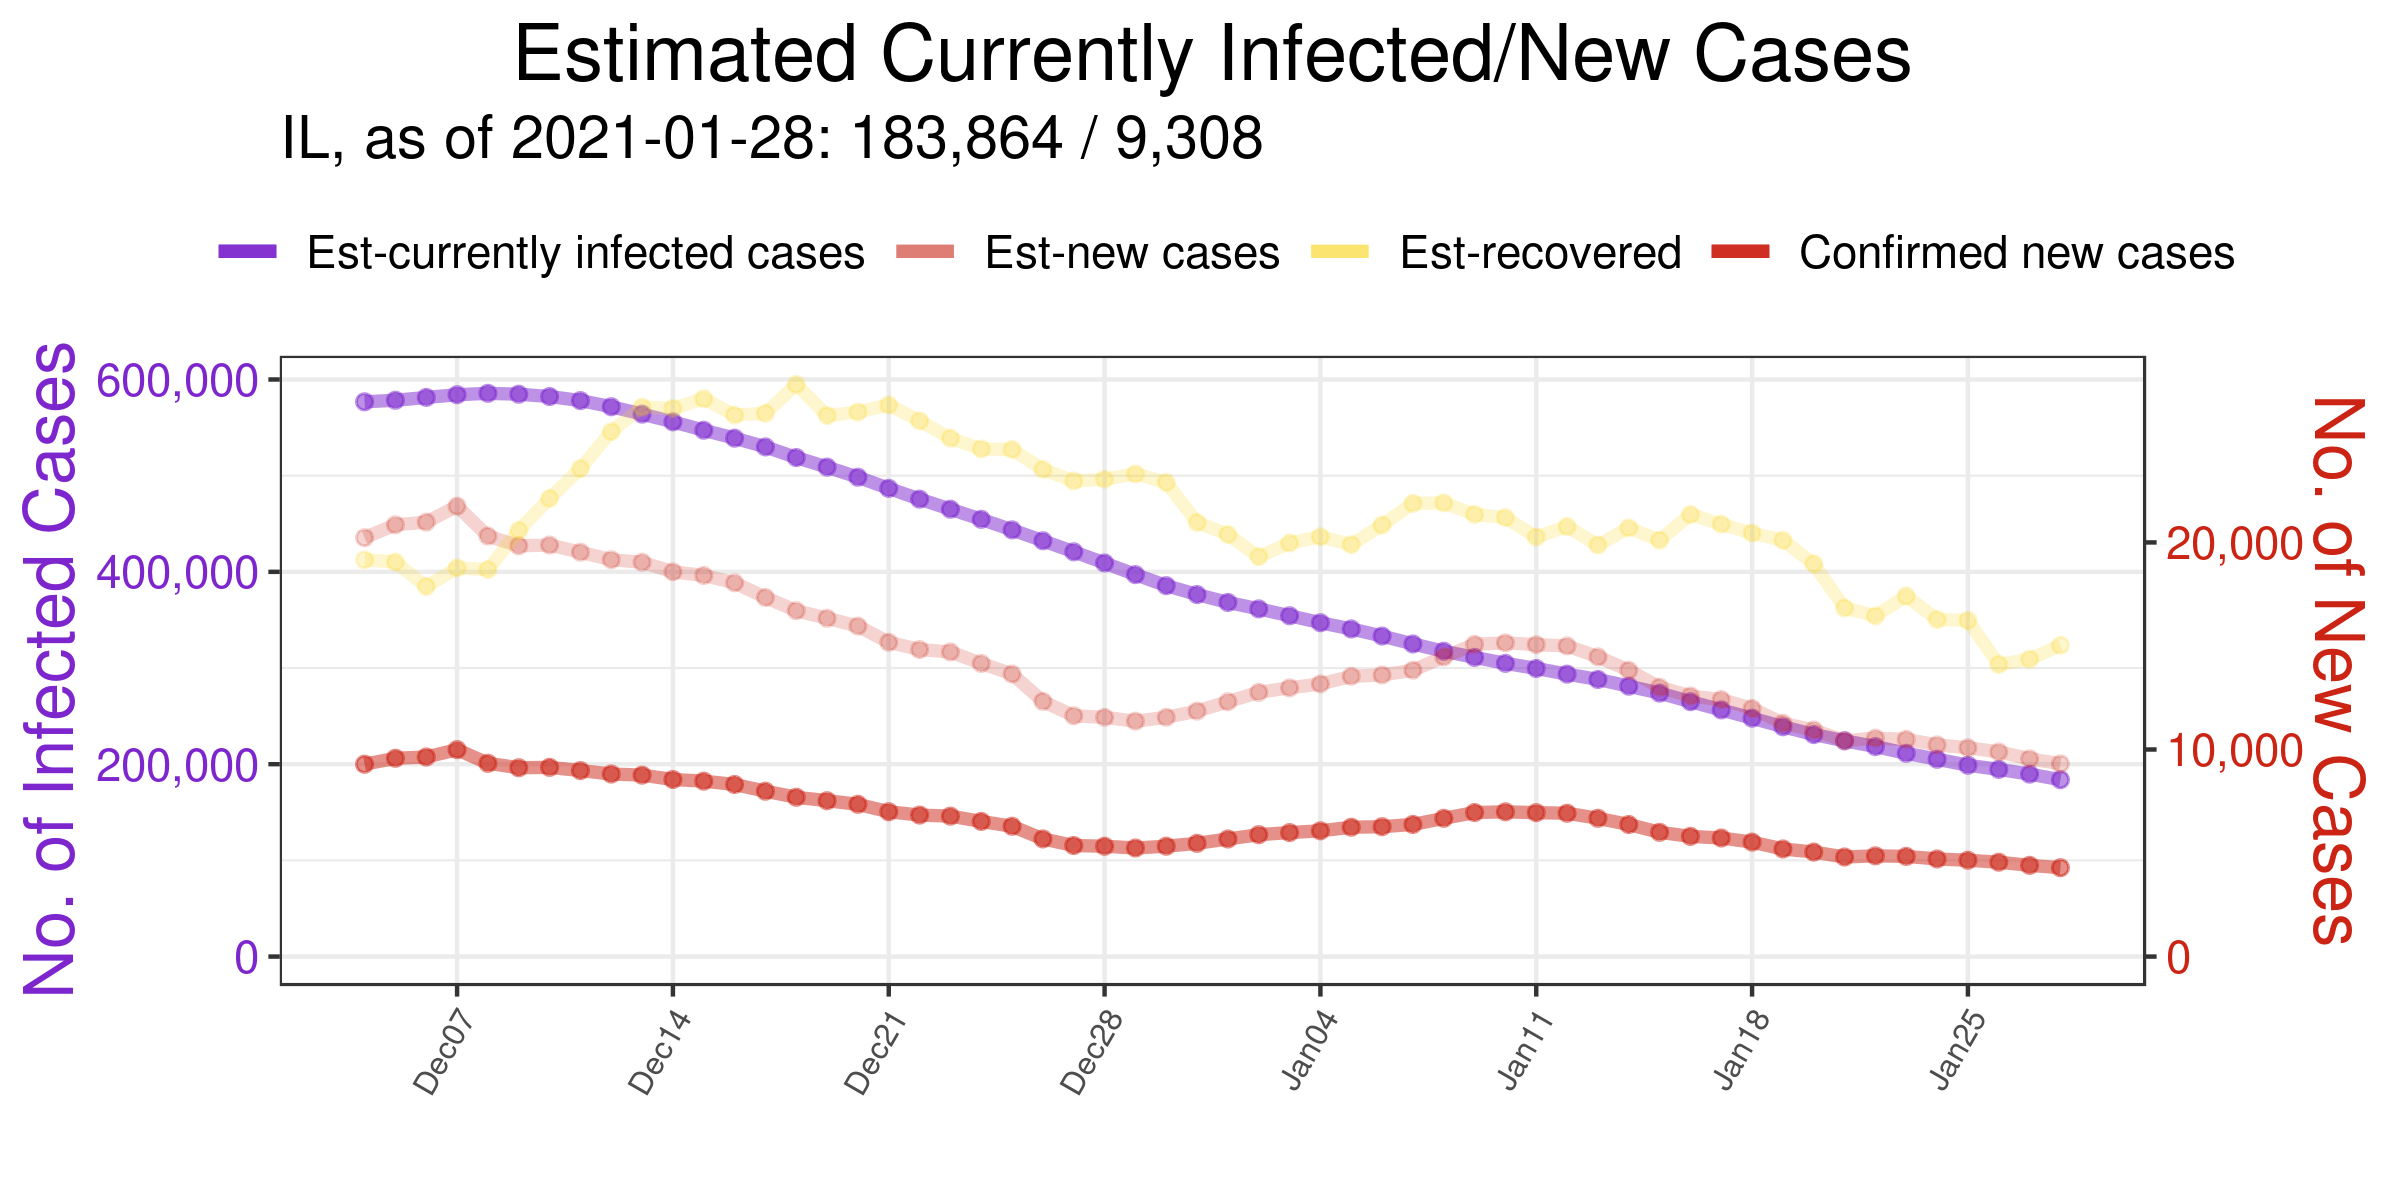 Estimated Currently Infected/New Cases
IL, as of 2021-01-28: 183,864 / 9,308
Est-currently infected cases Est-new cases Est-recovered Confirmed new cases
No. of Infected Cases
600,000
400,000
200,000
0
20,000
10,000
0
No. of New Cases
Dec07 Dec14 Dec21 Dec28 Jan04 Jan11 Jan18 Jan25